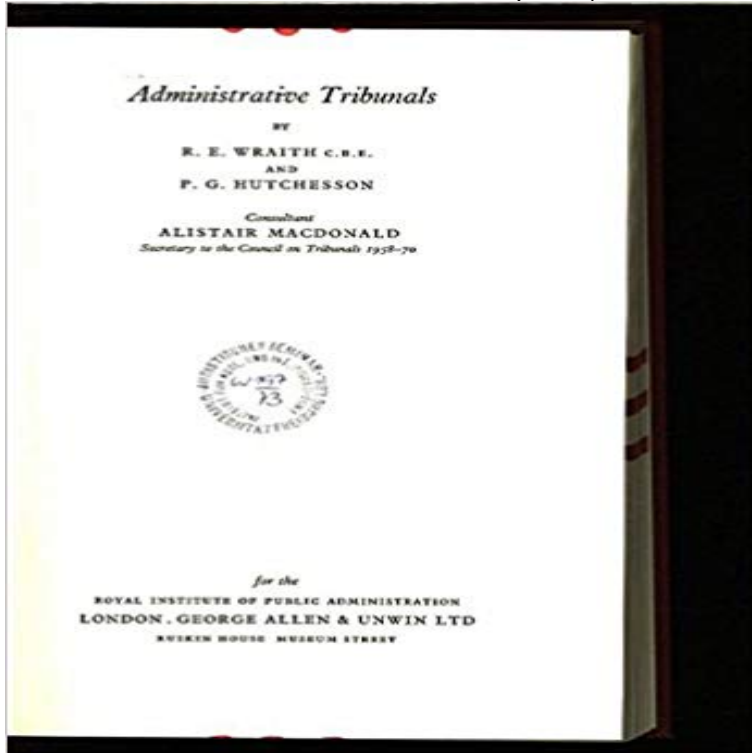 Administrative Tribunals
BY
R. E. WRAITH C.B.E.
AND
P. G. HUTCHESSON
Consultant
ALISTAIR MACDONALD
Secretary to the Council on Tribunals 1958–70
73
for the
ROYAL INSTITUTE OF PUBLIC ADMINISTRATION
LONDON . GEORGE ALLEN & UNWIN LTD
RUSKIN HOUSE MUSEUM STREET